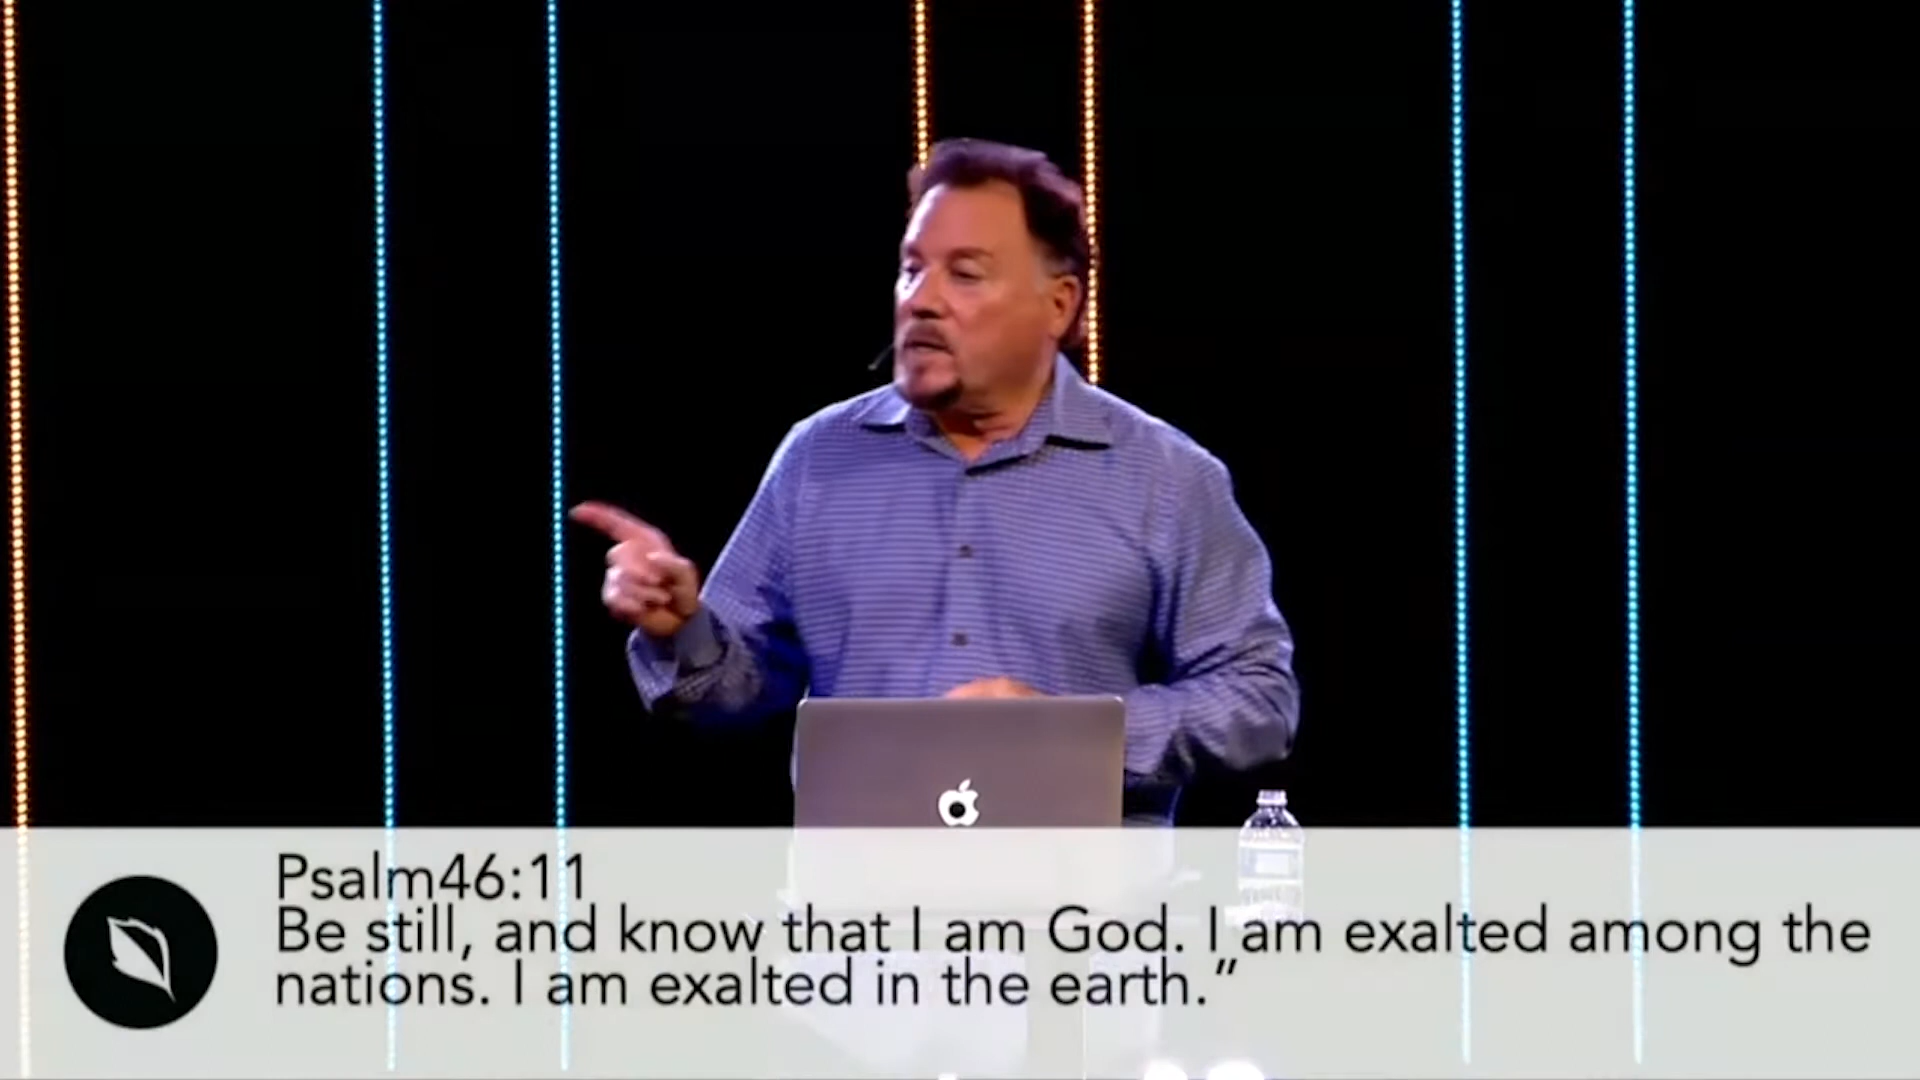 Psalm46:11
Be still, and know that I am God. I am exalted among the
nations. I am exalted in the earth.”